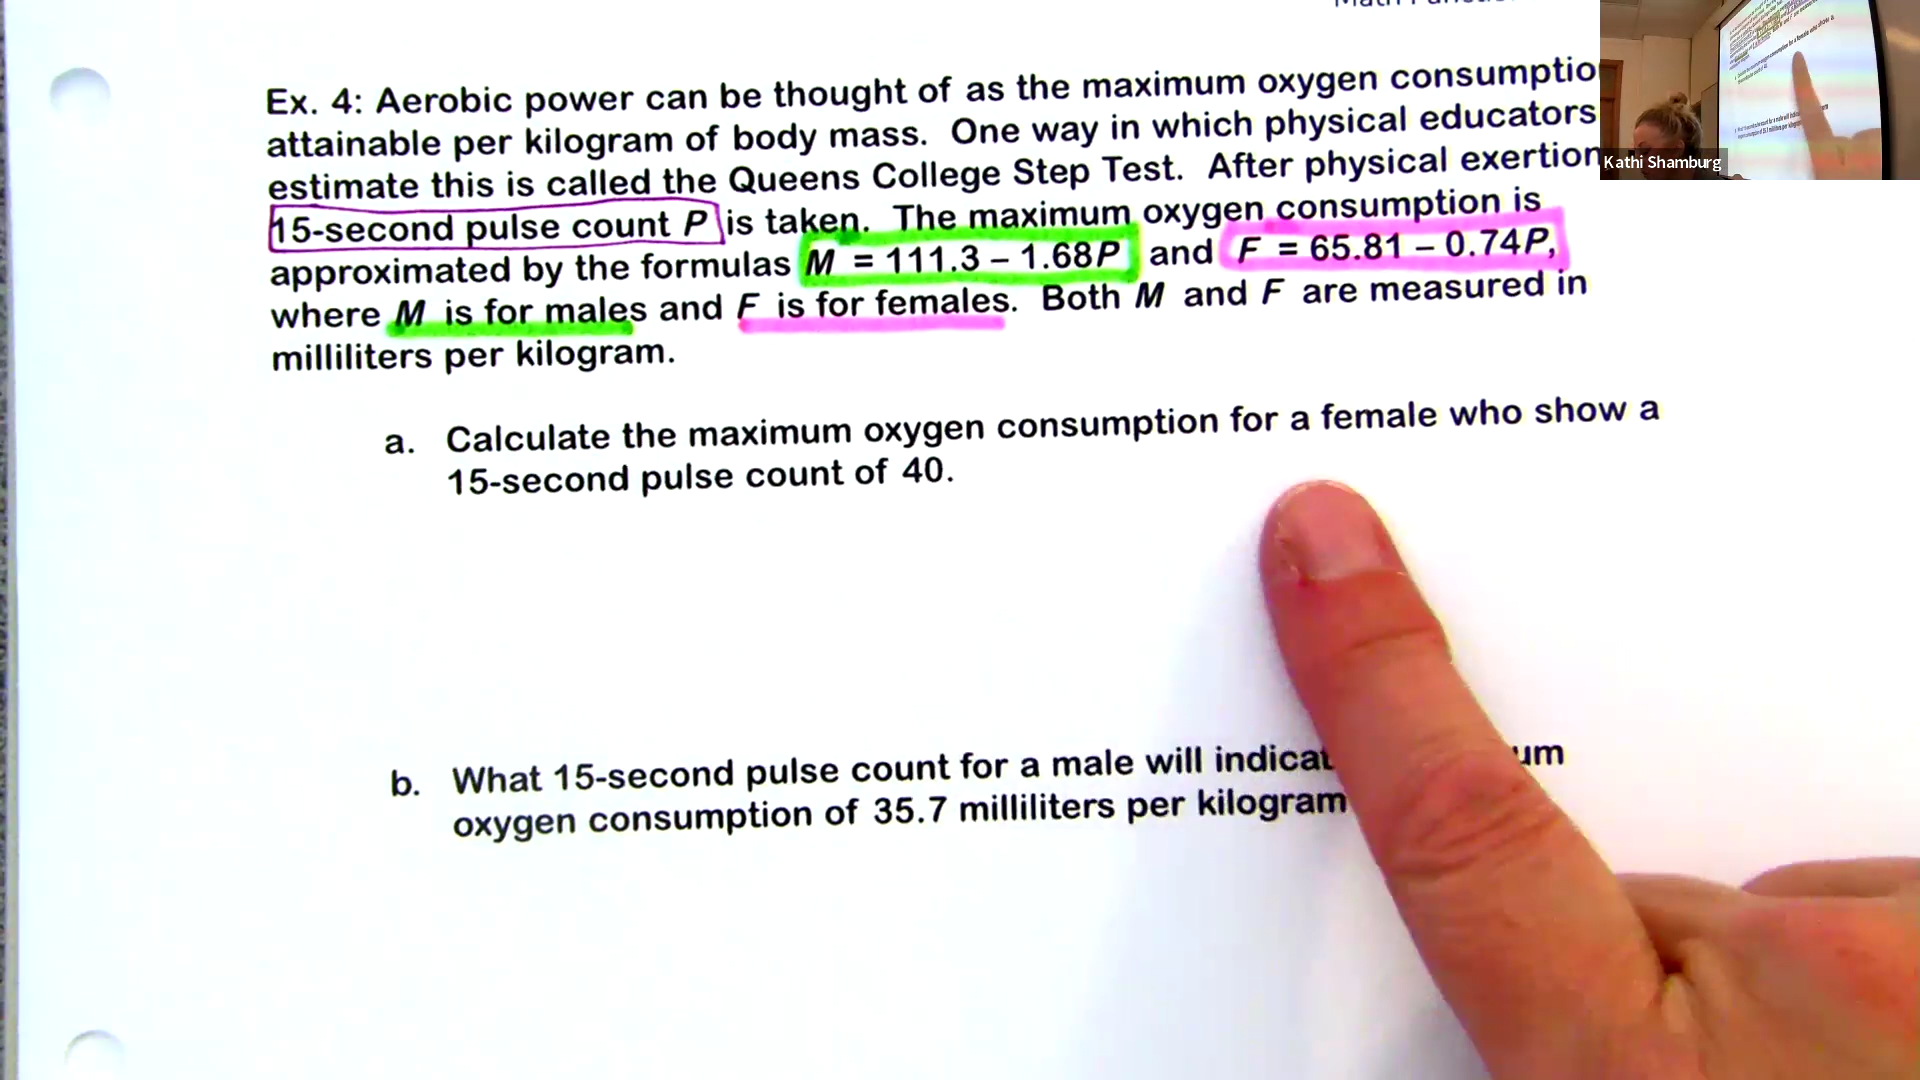 Ex. 4: Aerobic power can be thought of as the maximum oxygen consumptio
attainable per kilogram of body mass. One way in which physical educators
estimate this is called the Queens College Step Test. After physical exertion
15-second pulse count P is taken. The maximum oxygen consumption is
approximated by the formulas M = 111.3 – 1.68P and F = 65.81 – 0.74P,
where M is for males and F is for females. Both M and F are measured in
milliliters per kilogram.
a. Calculate the maximum oxygen consumption for a female who show a
15-second pulse count of 40.
b. What 15-second pulse count for a male will indicat um
oxygen consumption of 35.7 milliliters per kilogram
Kathi Shamburg